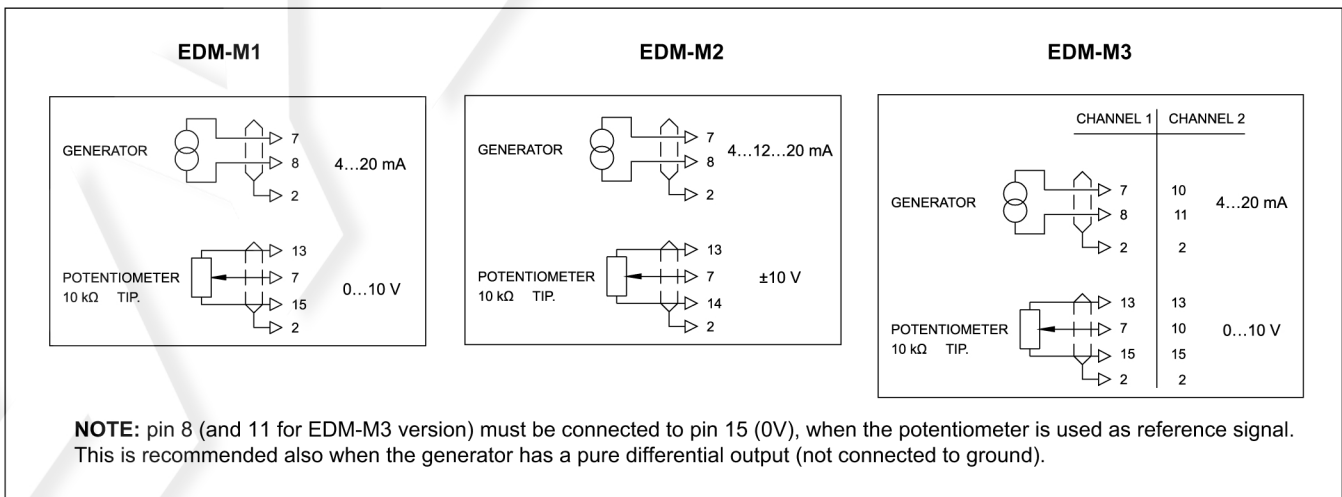 EDM-M1
GENERATOR
7
8
4...20 mA
2
POTENTIOMETER
10 kΩ TIP.
13
7
0...10 V
15
2
EDM-M2
GENERATOR
7
4...12...20 mA
8
2
POTENTIOMETER
10 kΩ TIP.
13
7
±10 V
14
2
EDM-M3
CHANNEL 1 CHANNEL 2
GENERATOR
7 10
4...20 mA
8 11
2 2
POTENTIOMETER
10 kΩ TIP.
13 13
7 10
0...10 V
15 15
2 2
NOTE: pin 8 (and 11 for EDM-M3 version) must be connected to pin 15 (0V), when the potentiometer is used as reference signal.
This is recommended also when the generator has a pure differential output (not connected to ground).